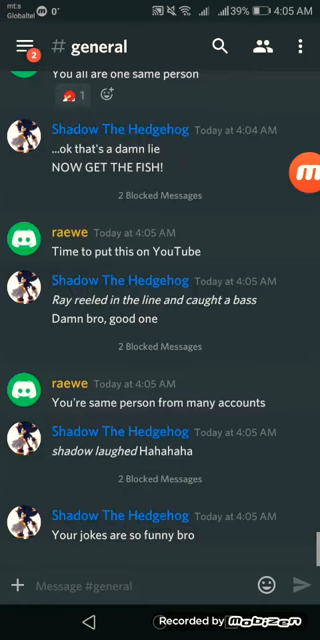 mt:s
Globaltel
0°
39%
4:05 AM
2
# general
You all are one same person
1
Shadow The Hedgehog Today at 4:04 AM
...ok that's a damn lie
NOW GET THE FISH!
2 Blocked Messages
raewe Today at 4:05 AM
Time to put this on YouTube
Shadow The Hedgehog Today at 4:05 AM
Ray reeled in the line and caught a bass
Damn bro, good one
2 Blocked Messages
raewe Today at 4:05 AM
You're same person from many accounts
Shadow The Hedgehog Today at 4:05 AM
shadow laughed Hahahaha
2 Blocked Messages
Shadow The Hedgehog Today at 4:05 AM
Your jokes are so funny bro
Message #general
Recorded by Mobizen